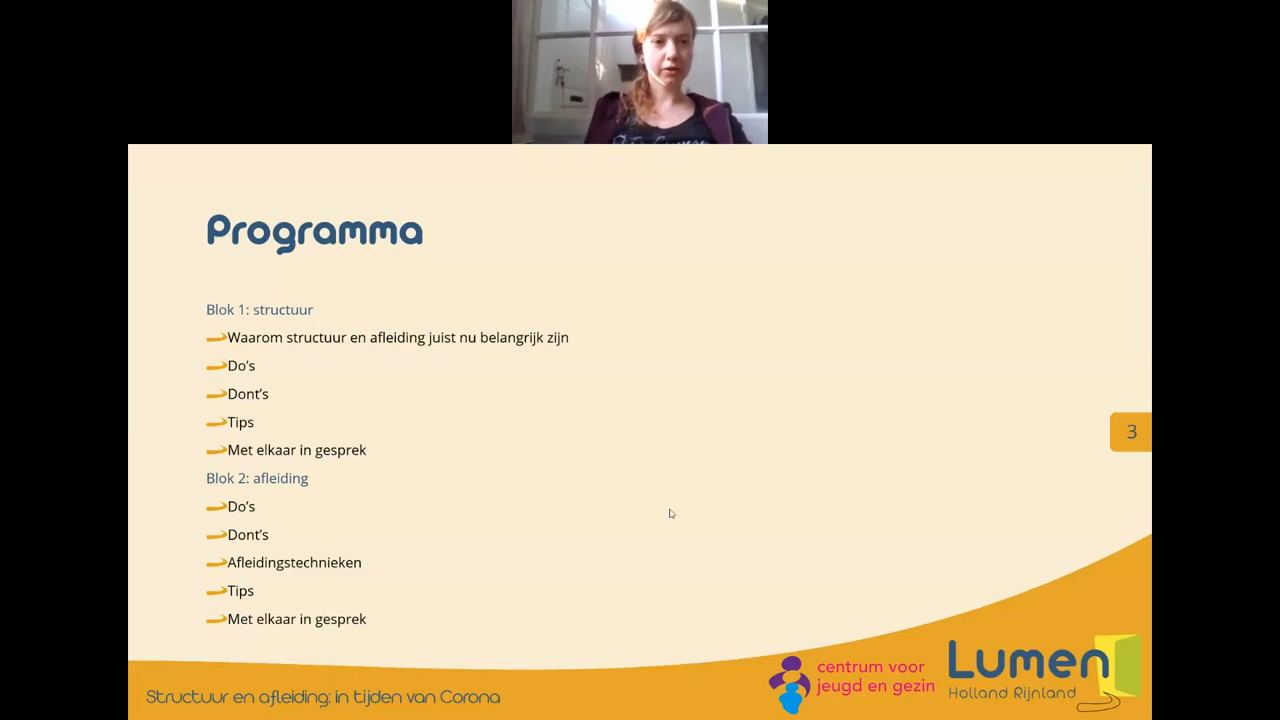 Programma
Blok 1: structuur
Waarom structuur en afleiding juist nu belangrijk zijn
Do's
Dont's
Tips
Met elkaar in gesprek
Blok 2: afleiding
Do's
Dont's
Afleidingstechnieken
Tips
Met elkaar in gesprek
3
Structuur en afleiding: in tijden van Corona
centrum voor
jeugd en gezin
Lumen
Holland Rijnland